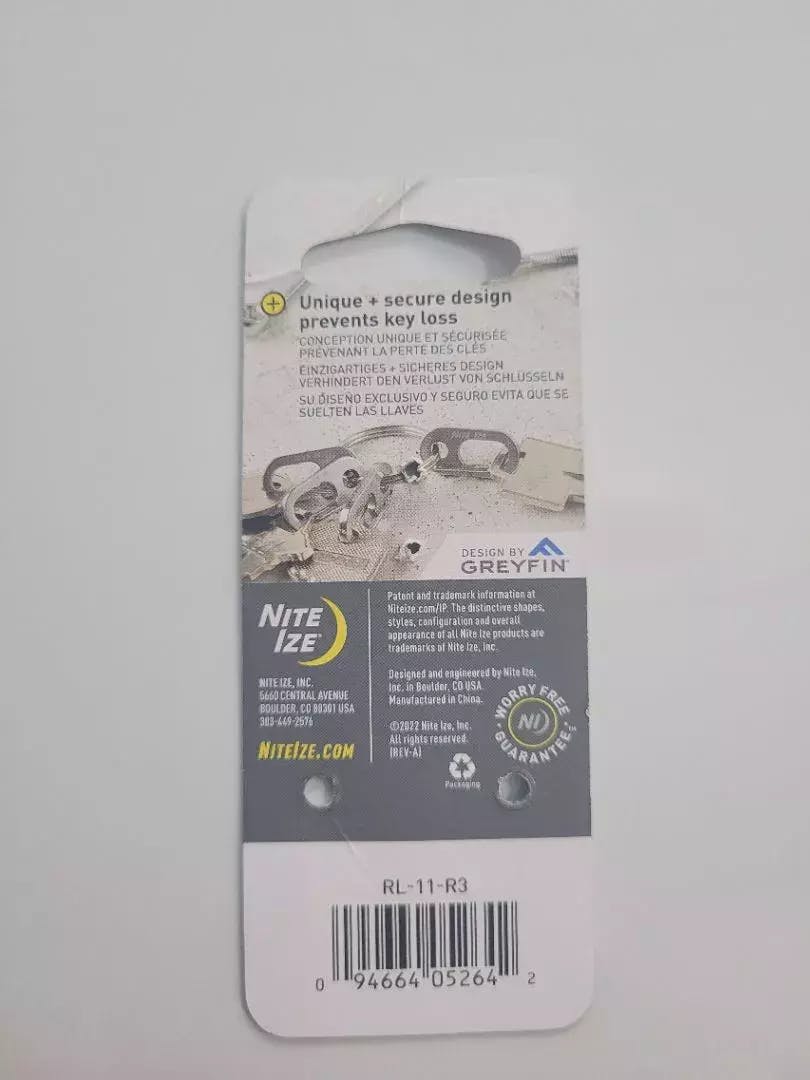 Unique + secure design
prevents key loss
CONCEPTION UNIQUE ET SÉCURISÉE
PRÉVENANT LA PERTE DES CLÉS
EINZIGARTIGES + SICHERES DESIGN
VERHINDERT DEN VERLUST VON SCHLÜSSELN
SU DISEÑO EXCLUSIVO Y SEGURO EVITA QUE SE
SUELTEN LAS LLAVES
NITE IZE
DESIGN BY
GREYFIN
NITE
IZE
NITE IZE, INC.
5660 CENTRAL AVENUE
BOULDER, CO 80301 USA
303-449-2576
NITEIZE.COM
Patent and trademark information at
Niteize.com/IP. The distinctive shapes,
styles, configuration and overall
appearance of all Nite Ize products are
trademarks of Nite Ize, Inc.
Designed and engineered by Nite Ize,
Inc. in Boulder, CO USA.
Manufactured in China.
©2022 Nite Ize, Inc.
All rights reserved.
(REV-A)
WORRY FREE
NI
GUARANTEE™
Packaging
RL-11-R3
0 94664 05264 2